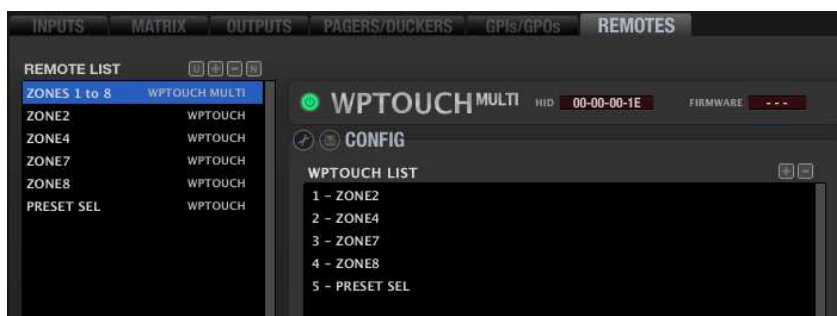 INPUTS MATRIX OUTPUTS PAGERS/DUCKERS GPIs/GPOs REMOTES
REMOTE LIST U + - N
ZONES 1 to 8 WPTOUCH MULTI
ZONE2 WPTOUCH
ZONE4 WPTOUCH
ZONE7 WPTOUCH
ZONE8 WPTOUCH
PRESET SEL WPTOUCH
WPTOUCH MULTI HID 00-00-00-1E FIRMWARE - - -
CONFIG
WPTOUCH LIST + -
1 - ZONE2
2 - ZONE4
3 - ZONE7
4 - ZONE8
5 - PRESET SEL